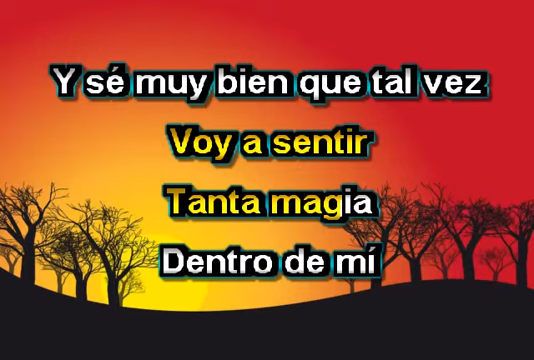 Y sé muy bien que tal vez
Voy a sentir
Tanta magia
Dentro de mí